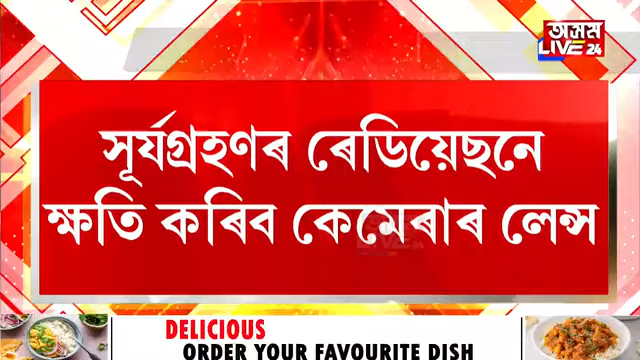 অসম
LIVE 24
সূৰ্যগ্ৰহণৰ ৰেডিয়েছনে
ক্ষতি কৰিব কেমেৰাৰ লেন্স
DELICIOUS
ORDER YOUR FAVOURITE DISH